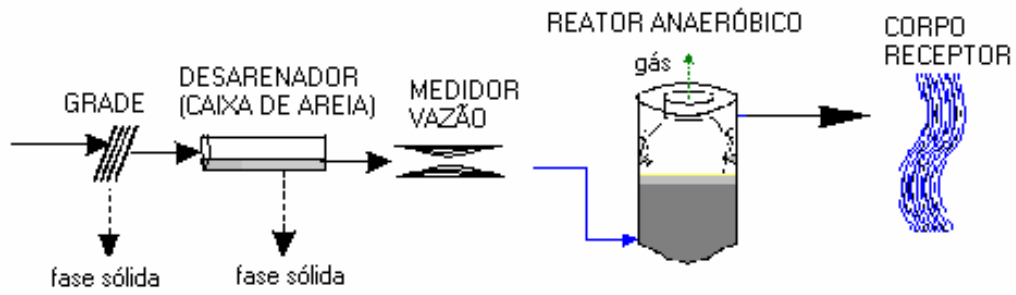 GRADE
DESARENADOR
(CAIXA DE AREIA)
MEDIDOR
VAZÃO
REATOR ANAERÓBICO
gás
CORPO
RECEPTOR
fase sólida
fase sólida